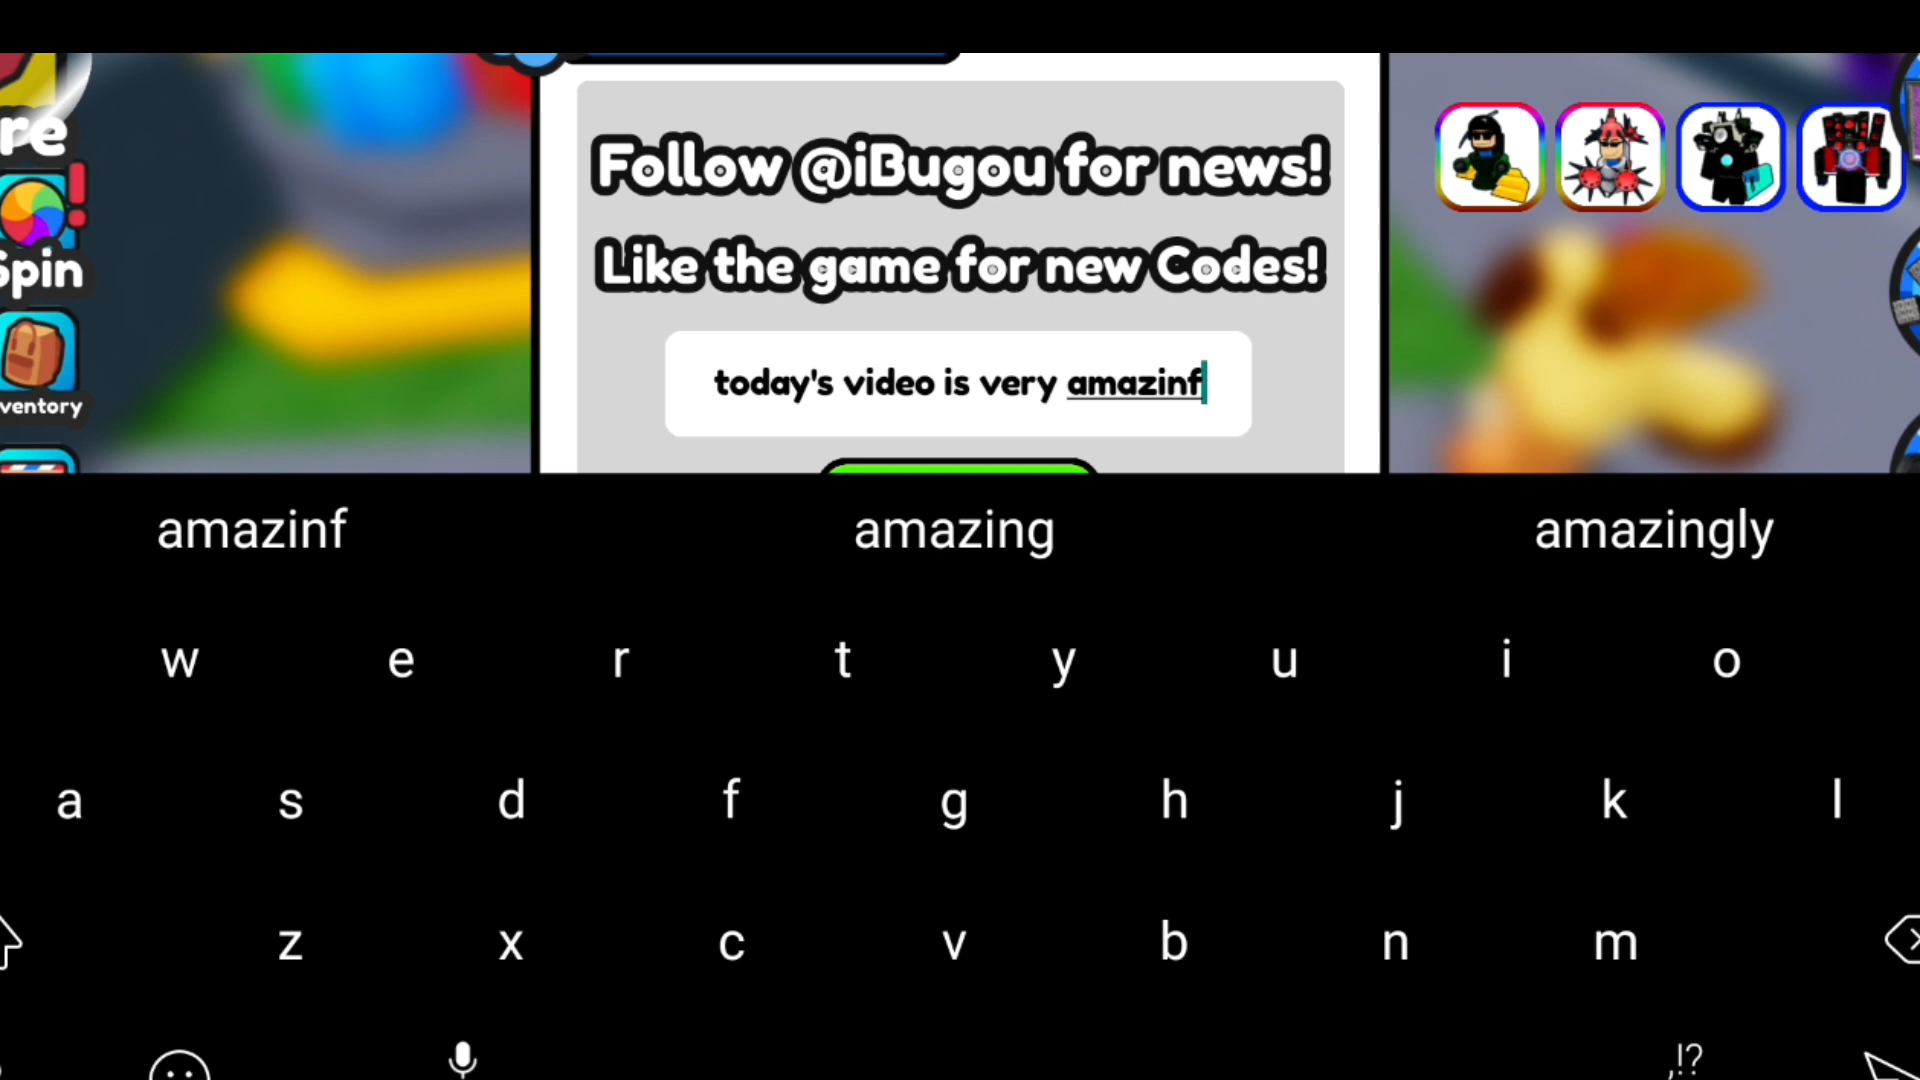 re
Spin
ventory
Follow @iBugou for news!
Like the game for new Codes!
today's video is very amazinf
amazinf amazing amazingly
w e r t y u i o
a s d f g h j k l
z x c v b n m
,!?